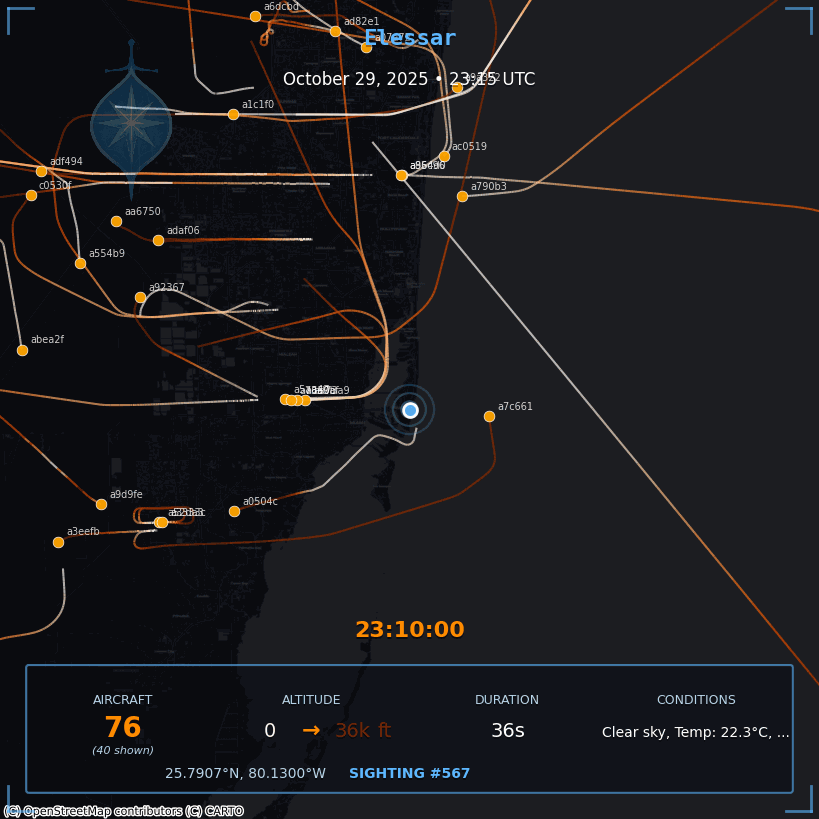 a6dcbd
ad82e1
Elessar
October 29, 2025 • 23:15 UTC
a1c1f0
ac0519
adf494
c0530f
a790b3
aa6750
adaf06
a554b9
a92367
abea2f
a7c661
a9d9fe
a0504c
a3eefb
23:10:00
AIRCRAFT ALTITUDE DURATION CONDITIONS
76 0 → 36k ft 36s Clear sky, Temp: 22.3°C, ...
(40 shown)
25.7907°N, 80.1300°W SIGHTING #567
(C) OpenStreetMap contributors (C) CARTO